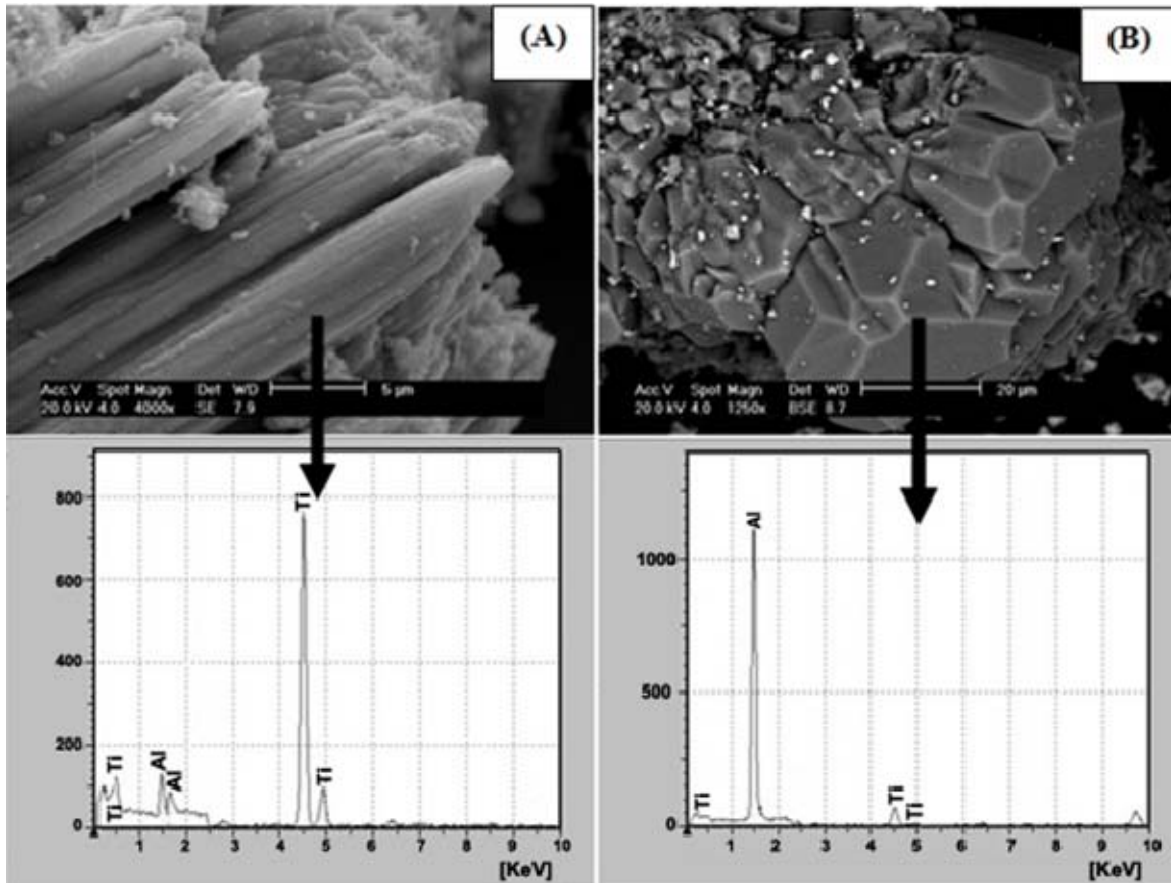 (A)
(B)
Acc.V Spot Magn Det WD 5 µm
20.0 kV 4.0 4000x SE 7.9
Acc.V Spot Magn Det WD 20 µm
20.0 kV 4.0 1250x BSE 8.7
800
600
400
200
0
Ti
Ti
Al
Al
Ti
Ti
1 2 3 4 5 6 7 8 9 10
[KeV]
1000
500
0
Ti
Al
Ti
Ti
1 2 3 4 5 6 7 8 9 10
[KeV]